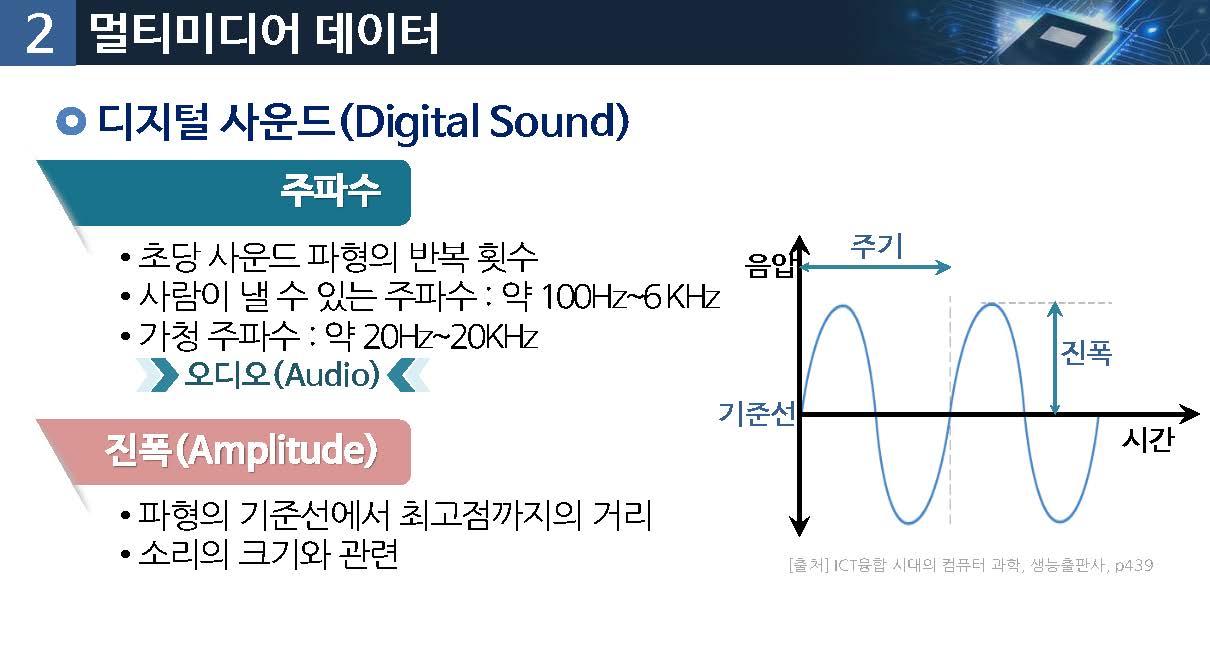 2 멀티미디어 데이터
디지털 사운드(Digital Sound)
주파수
• 초당 사운드 파형의 반복 횟수
• 사람이 낼 수 있는 주파수 : 약 100Hz~6 KHz
• 가청 주파수 : 약 20Hz~20KHz
오디오(Audio)
진폭(Amplitude)
• 파형의 기준선에서 최고점까지의 거리
• 소리의 크기와 관련
음압
주기
진폭
기준선
시간
[출처] ICT융합 시대의 컴퓨터 과학, 생능출판사, p439